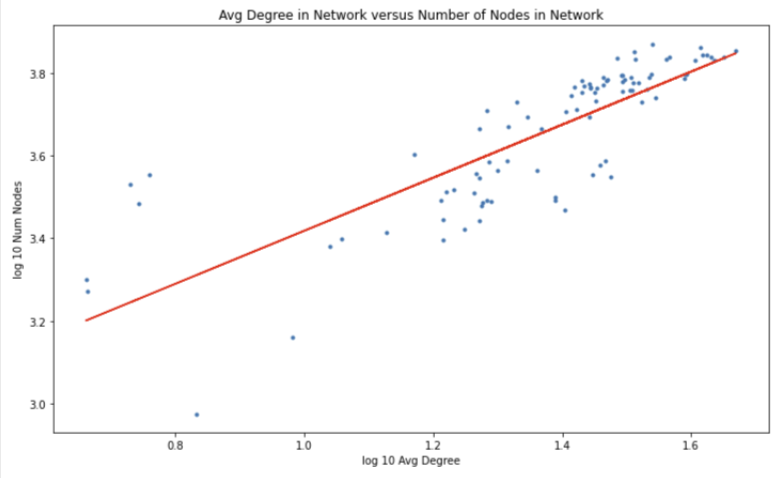 Avg Degree in Network versus Number of Nodes in Network
log 10 Num Nodes
3.8
3.6
3.4
3.2
3.0
0.8 1.0 1.2 1.4 1.6
log 10 Avg Degree